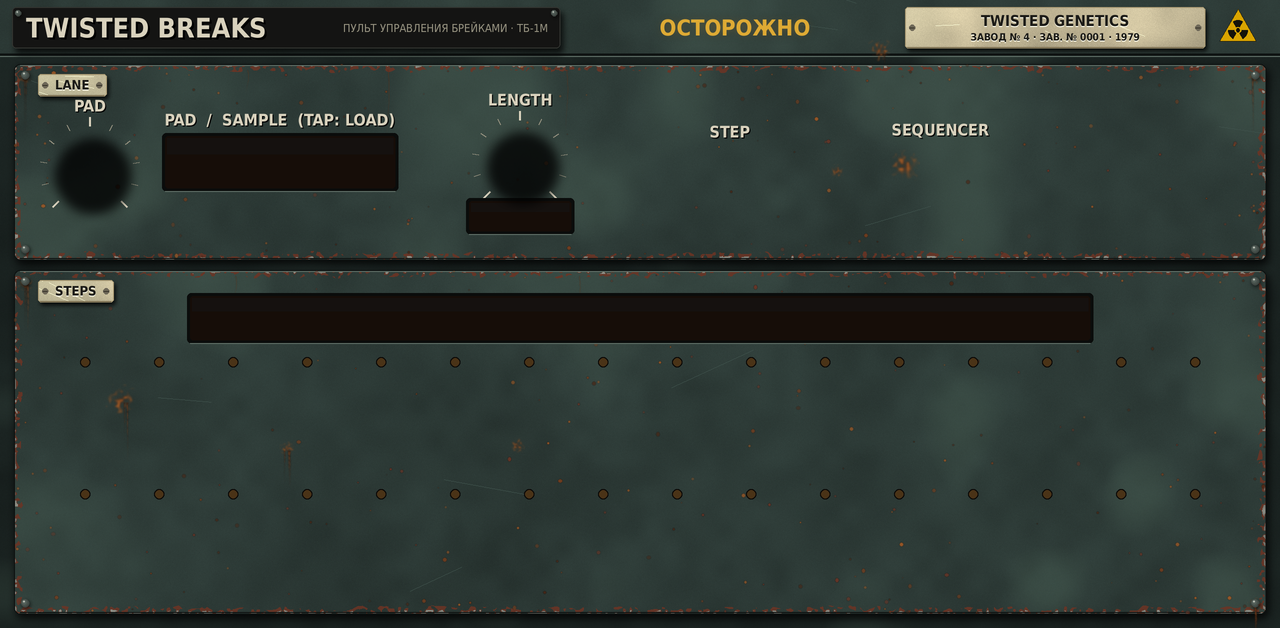 TWISTED BREAKS
ПУЛЬТ УПРАВЛЕНИЯ БРЕЙКАМИ · ТБ-1М
ОСТОРОЖНО
TWISTED GENETICS
ЗАВОД № 4 · ЗАВ. № 0001 · 1979
LANE
PAD
PAD / SAMPLE (TAP: LOAD)
LENGTH
STEP
SEQUENCER
STEPS